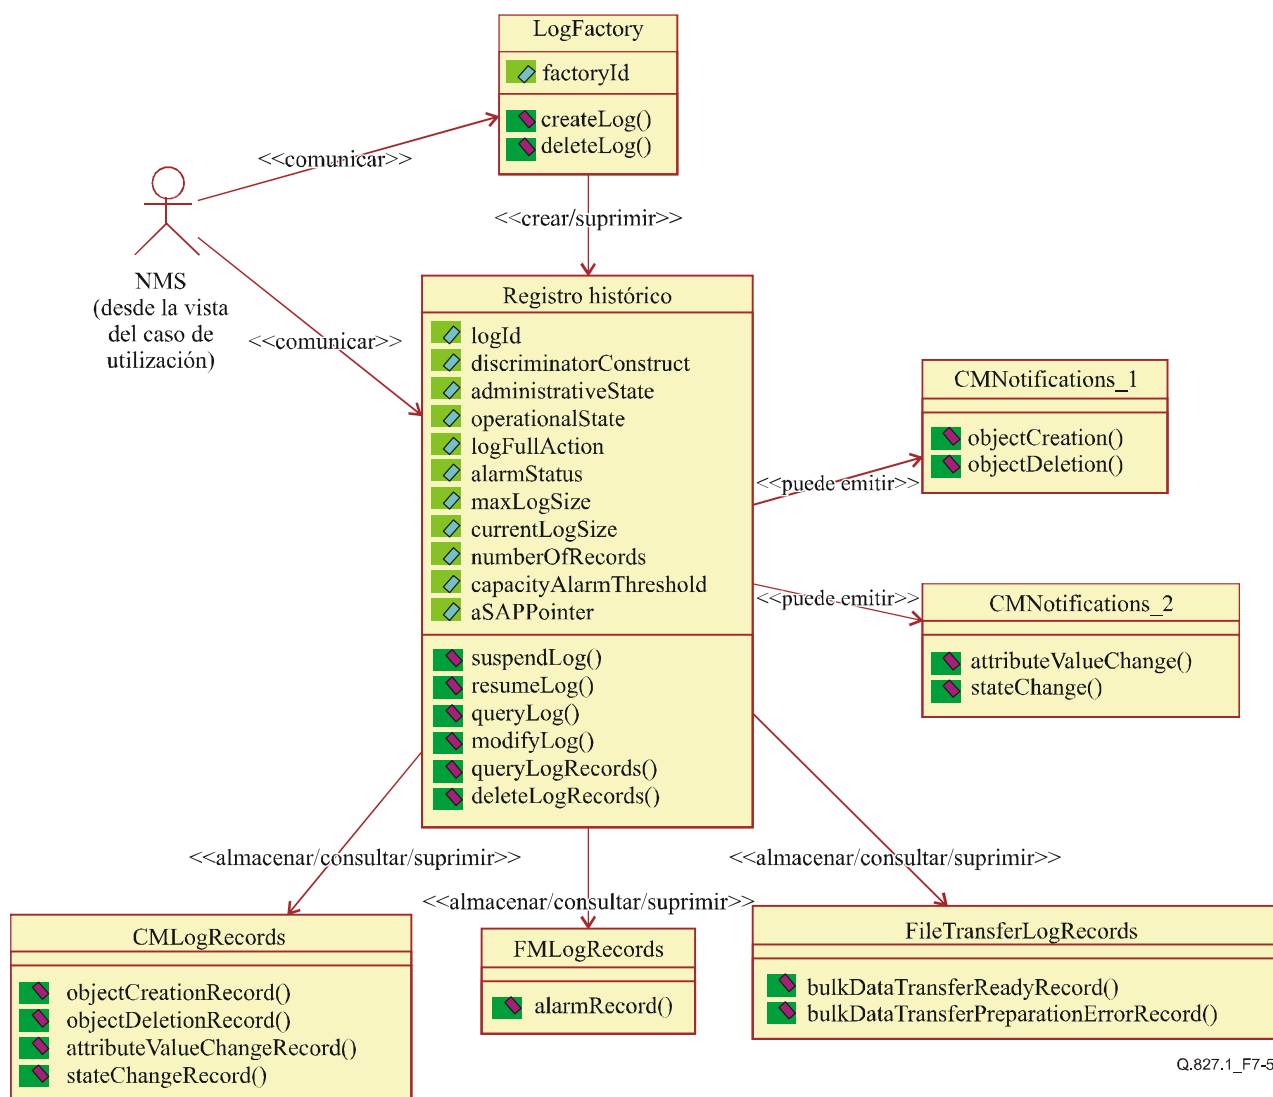 LogFactory
factoryId
createLog()
deleteLog()
<<comunicar>>
<<crear/suprimir>>
NMS
(desde la vista
del caso de
utilización)
<<comunicar>>
Registro histórico
logId
discriminatorConstruct
administrativeState
operationalState
logFullAction
alarmStatus
maxLogSize
currentLogSize
numberOfRecords
capacityAlarmThreshold
aSAPPointer
suspendLog()
resumeLog()
queryLog()
modifyLog()
queryLogRecords()
deleteLogRecords()
<<puede emitir>>
CMNotifications_1
objectCreation()
objectDeletion()
<<puede emitir>>
CMNotifications_2
attributeValueChange()
stateChange()
<<almacenar/consultar/suprimir>>
<<almacenar/consultar/suprimir>>
<<almacenar/consultar/suprimir>>
CMLogRecords
objectCreationRecord()
objectDeletionRecord()
attributeValueChangeRecord()
stateChangeRecord()
FMLogRecords
alarmRecord()
FileTransferLogRecords
bulkDataTransferReadyRecord()
bulkDataTransferPreparationErrorRecord()
Q.827.1_F7-5